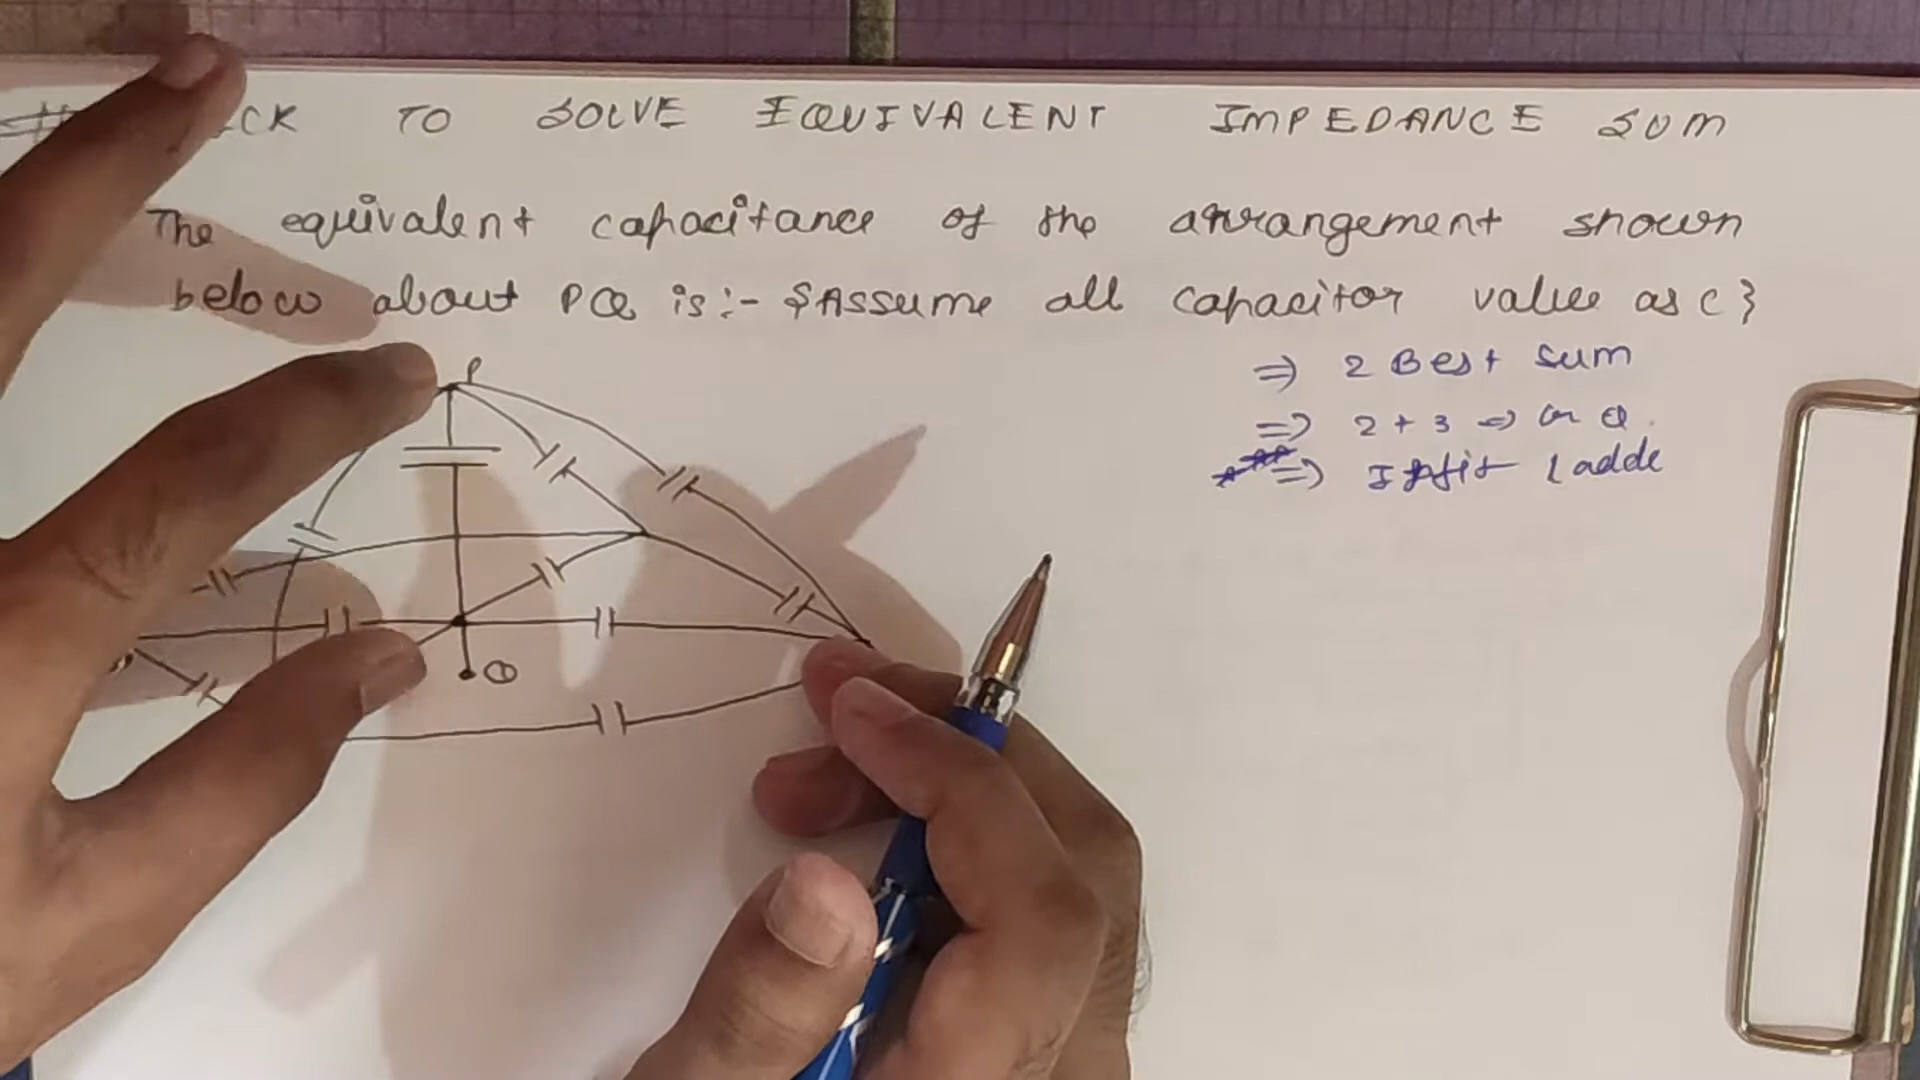 TO SOLVE EQUIVALENT IMPEDANCE SUM
The equivalent capacitance of the arrangement shown
below about PQ is:- {Assume all capacitor value as C}
⇒ 2 Best sum
⇒ 2 + 3 ⇒ on Q.
⇒ ladde
P
Q